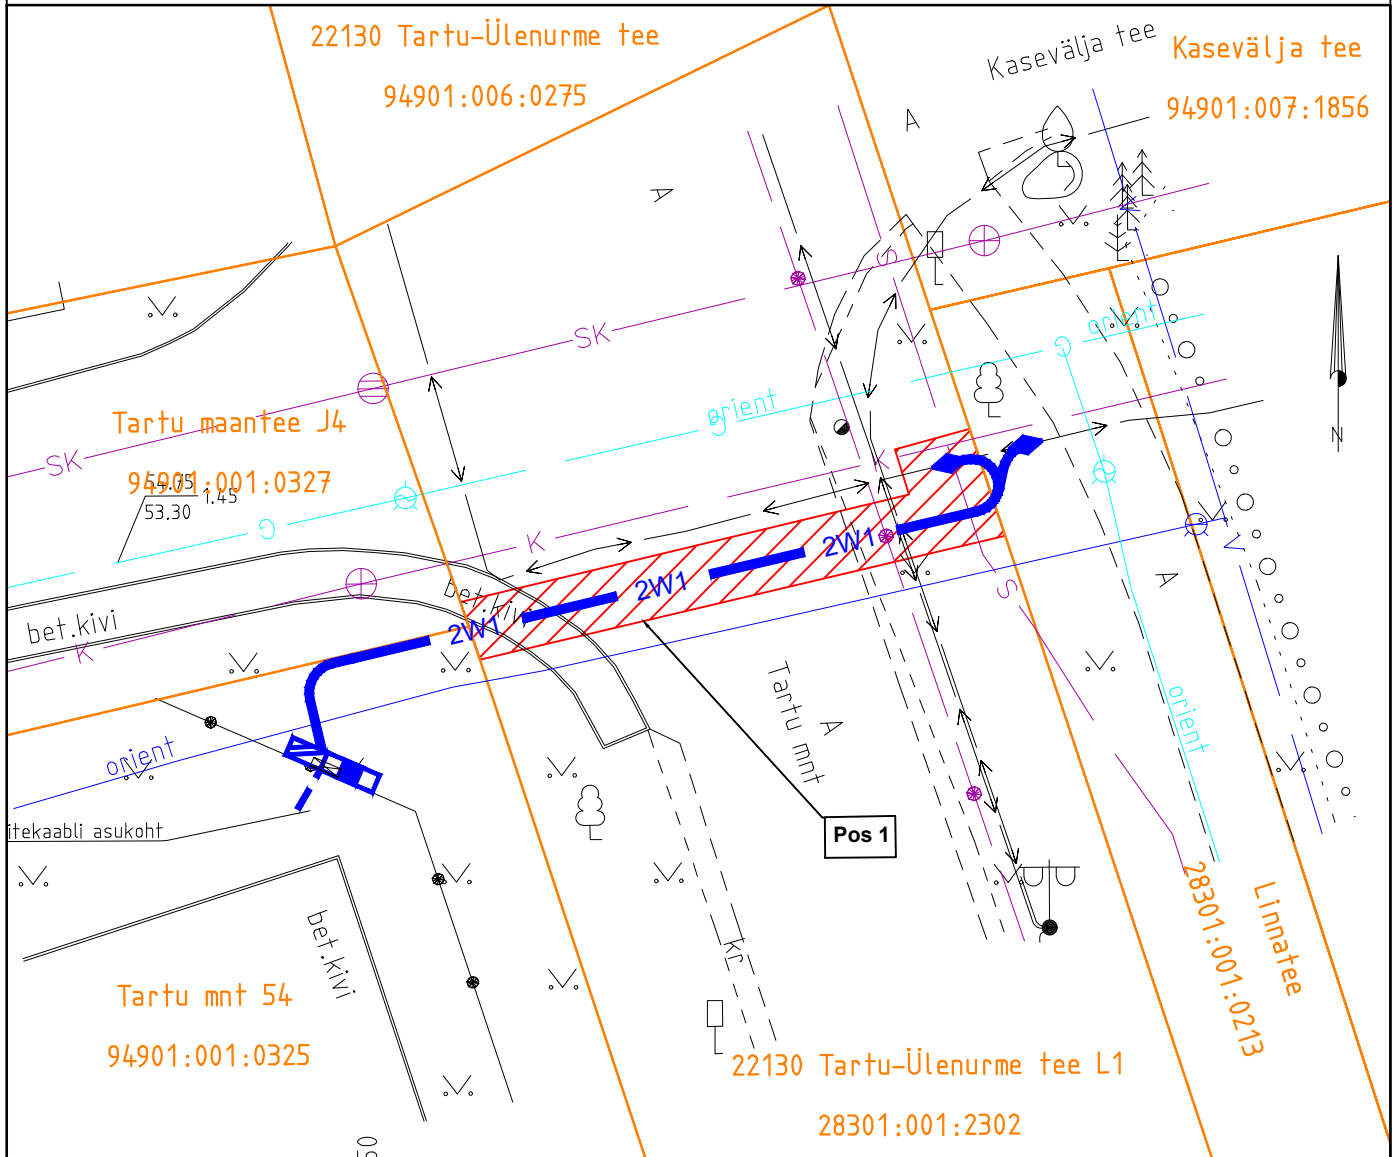 22130 Tartu-Ülenurme tee
94901:006:0275
Kasevälja tee
Kasevälja tee
94901:007:1856
A
A
S
SK
orient
G
orient
G
Tartu maantee J4
94901:001:0327
SK
54.75
1.45
53.30
G
K
K
N
V
2W1
2W1
2W1
bet.kivi
bet.kivi
K
S
A
Tartu mnt
A
orient
orient
Pos 1
itekaabli asukoht
bet.kivi
kr
28301:001:0213
Linnatee
Tartu mnt 54
94901:001:0325
22130 Tartu-Ülenurme tee L1
28301:001:2302
50